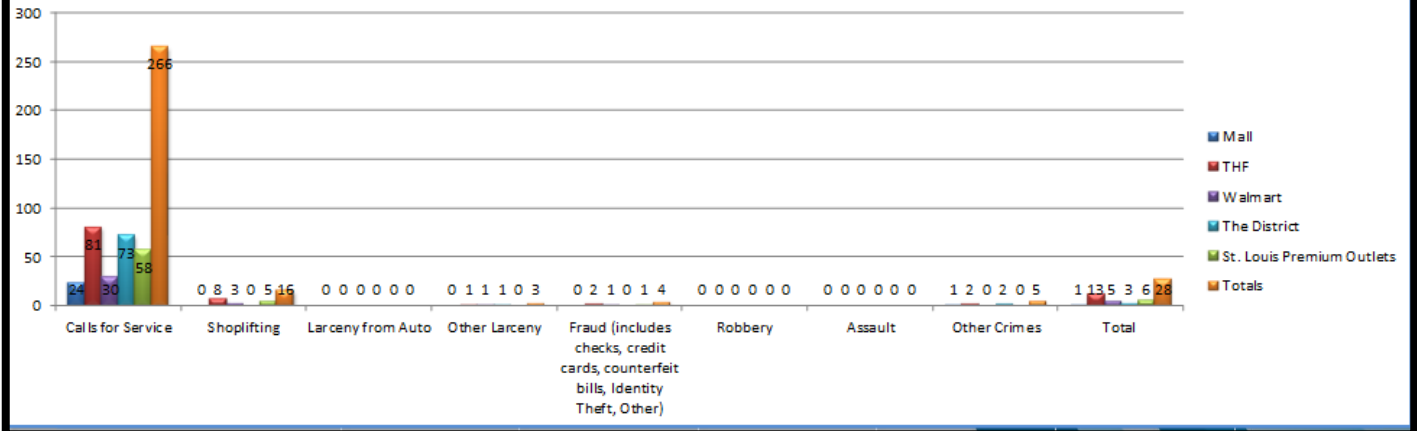 300
250
200
150
100
50
0
24 81 30 73 58 266
0 8 3 0 5 16
0 0 0 0 0 0
0 1 1 1 0 3
0 2 1 0 1 4
0 0 0 0 0 0
0 0 0 0 0 0
1 2 0 2 0 5
1 13 5 3 6 28
Calls for Service
Shoplifting
Larceny from Auto
Other Larceny
Fraud (includes
checks, credit
cards, counterfeit
bills, Identity
Theft, Other)
Robbery
Assault
Other Crimes
Total
Mall
THF
Walmart
The District
St. Louis Premium Outlets
Totals